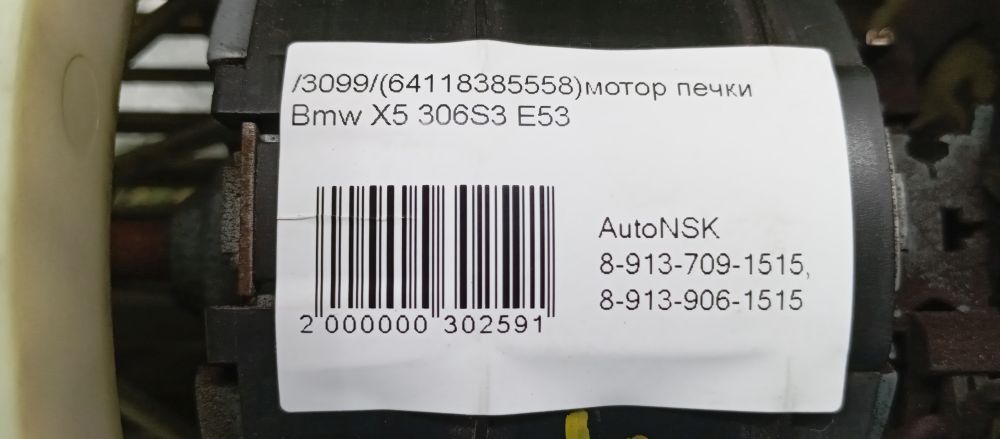 /3099/(64118385558)мотор печки
Bmw X5 306S3 E53
AutoNSK
8-913-709-1515,
8-913-906-1515
2 000000 302591